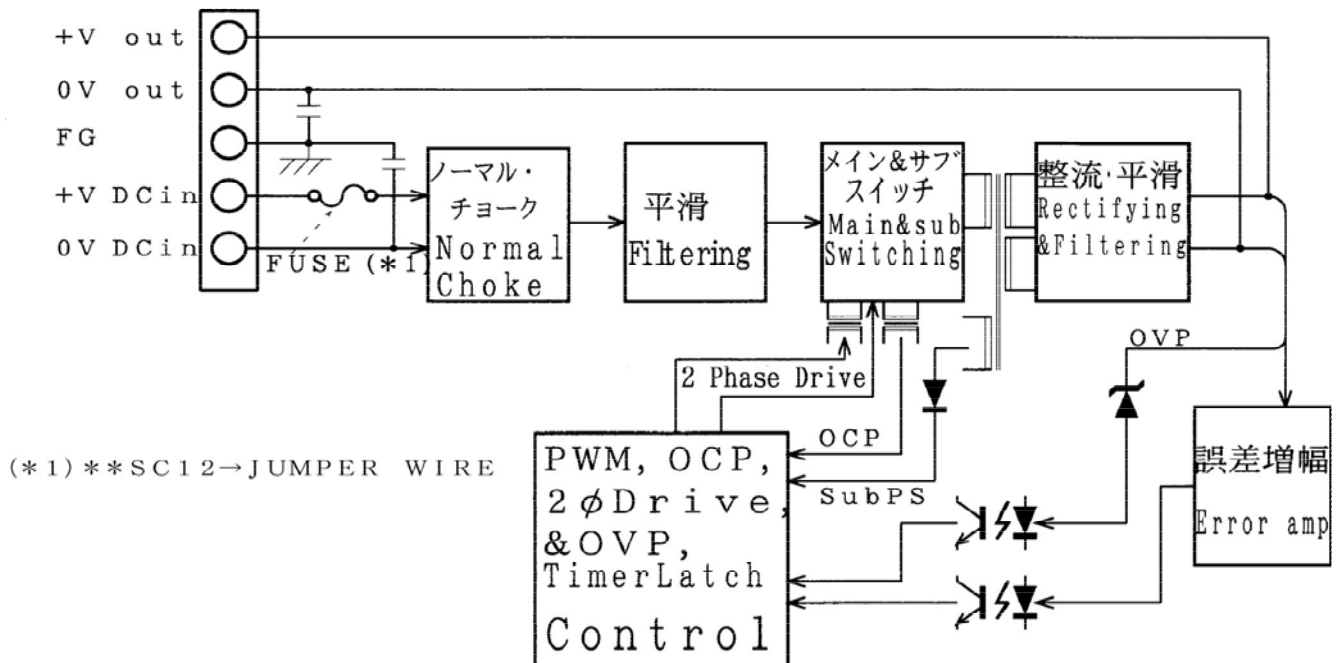 +V out
0V out
FG
+V DCin
0V DCin
FUSE(*1)
ノーマル・
チョーク
Normal
Choke
平滑
Filtering
メイン&サブ
スイッチ
Main&sub
Switching
整流・平滑
Rectifying
&Filtering
2 Phase Drive
OVP
OCP
SubPS
誤差増幅
Error amp
(*1)**SC12→JUMPER WIRE
PWM, OCP,
2φDrive,
&OVP,
TimerLatch
Control